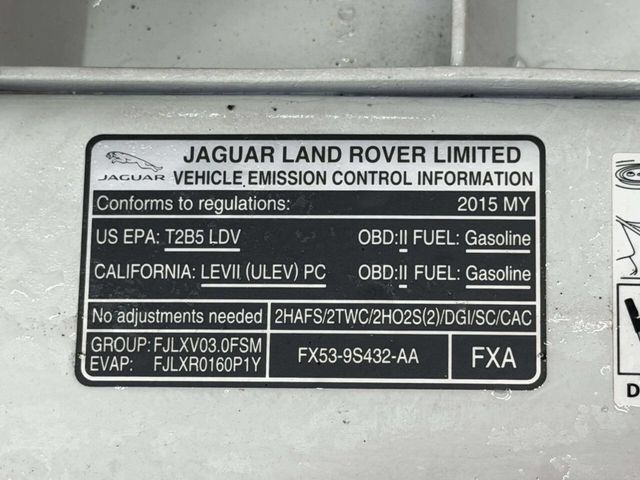 JAGUAR LAND ROVER LIMITED
JAGUAR
VEHICLE EMISSION CONTROL INFORMATION
Conforms to regulations: 2015 MY
US EPA: T2B5 LDV OBD:II FUEL: Gasoline
CALIFORNIA: LEVII (ULEV) PC OBD:II FUEL: Gasoline
No adjustments needed 2HAFS/2TWC/2HO2S(2)/DGI/SC/CAC
GROUP: FJLXV03.0FSM
EVAP: FJLXR0160P1Y
FX53-9S432-AA
FXA
D